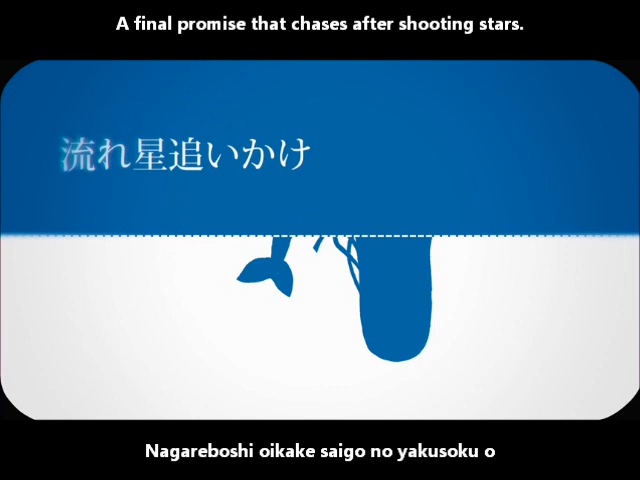 A final promise that chases after shooting stars.
流れ星追いかけ
Nagareboshi oikake saigo no yakusoku o